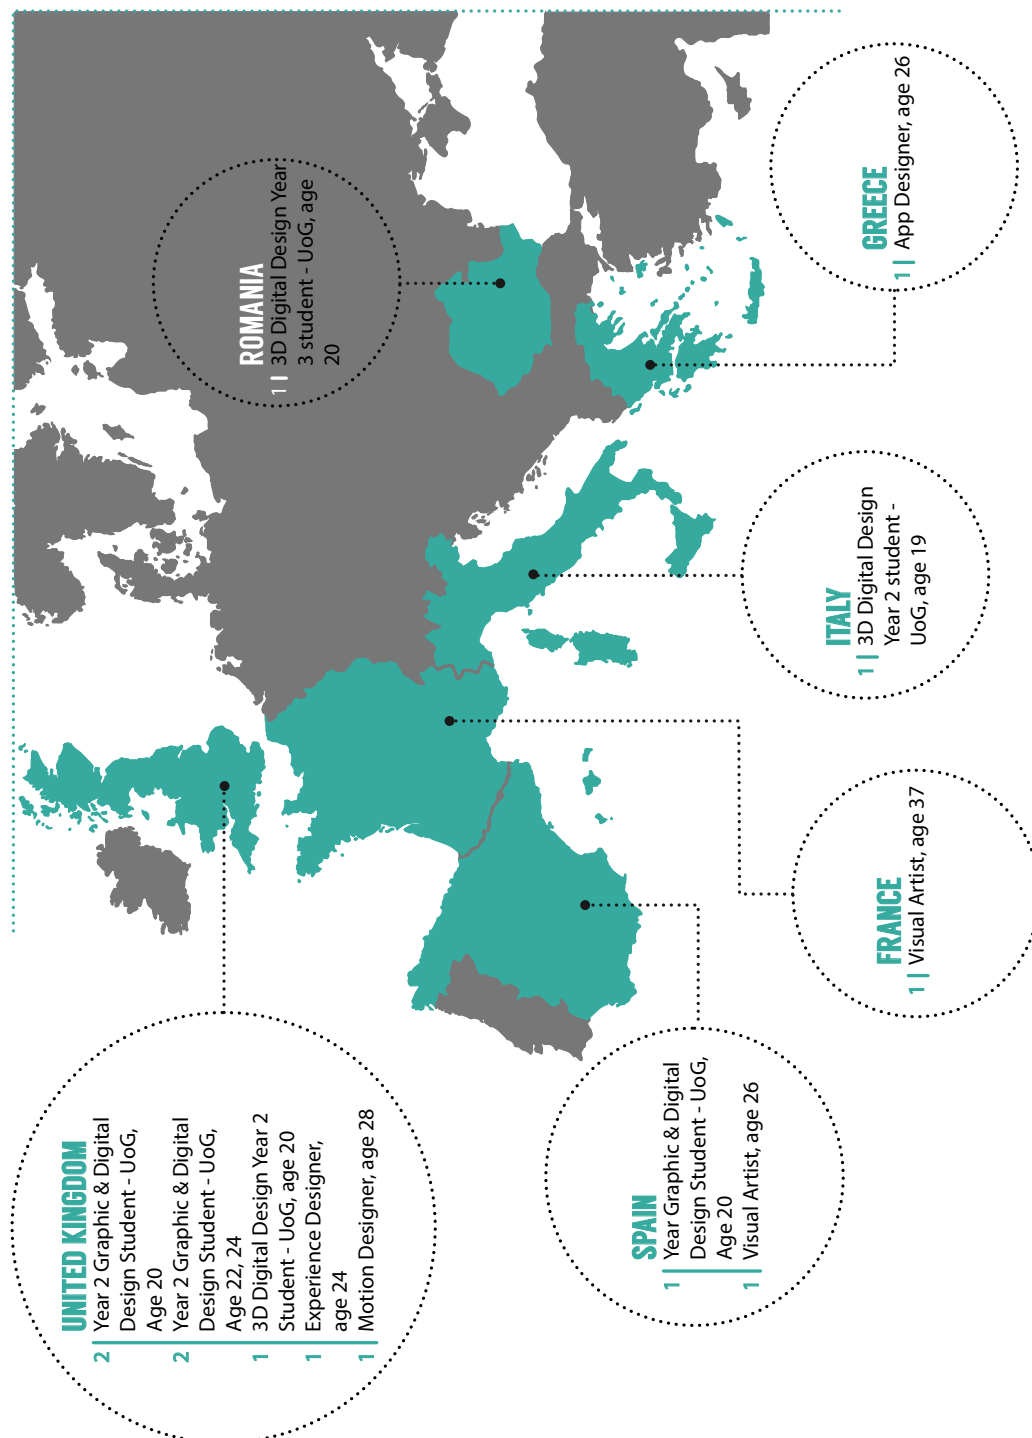 UNITED KINGDOM
2 Year 2 Graphic & Digital
Design Student - UoG,
Age 20
2 Year 2 Graphic & Digital
Design Student - UoG,
Age 22, 24
1 3D Digital Design Year 2
Student - UoG, age 20
1 Experience Designer,
age 24
1 Motion Designer, age 28
SPAIN
1 Year Graphic & Digital
Design Student - UoG,
Age 20
1 Visual Artist, age 26
FRANCE
1 Visual Artist, age 37
ITALY
1 3D Digital Design
Year 2 student -
UoG, age 19
ROMANIA
1 3D Digital Design Year
3 student - UoG, age
20
GREECE
1 App Designer, age 26